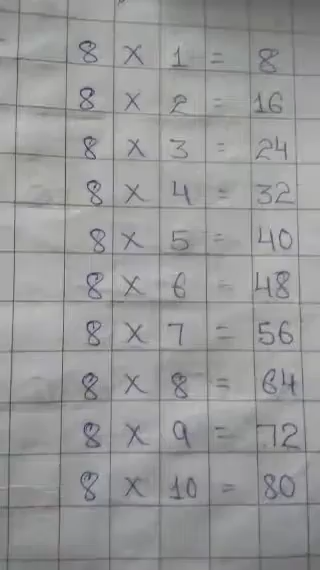 8 × 1 = 8
8 × 2 = 16
8 × 3 = 24
8 × 4 = 32
8 × 5 = 40
8 × 6 = 48
8 × 7 = 56
8 × 8 = 64
8 × 9 = 72
8 × 10 = 80